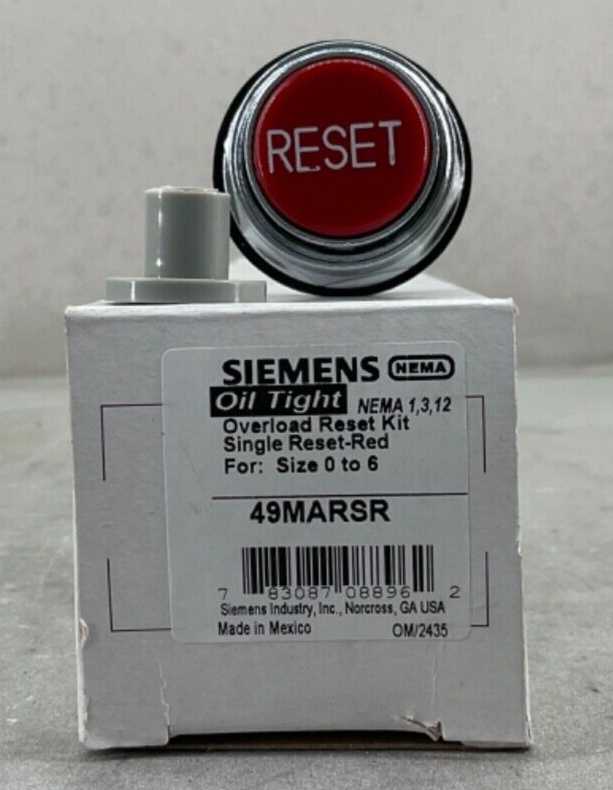 RESET
SIEMENS NEMA
Oil Tight NEMA 1,3,12
Overload Reset Kit
Single Reset-Red
For: Size 0 to 6
49MARSR
7 83087 08896 2
Siemens Industry, Inc., Norcross, GA USA
Made in Mexico OM/2435